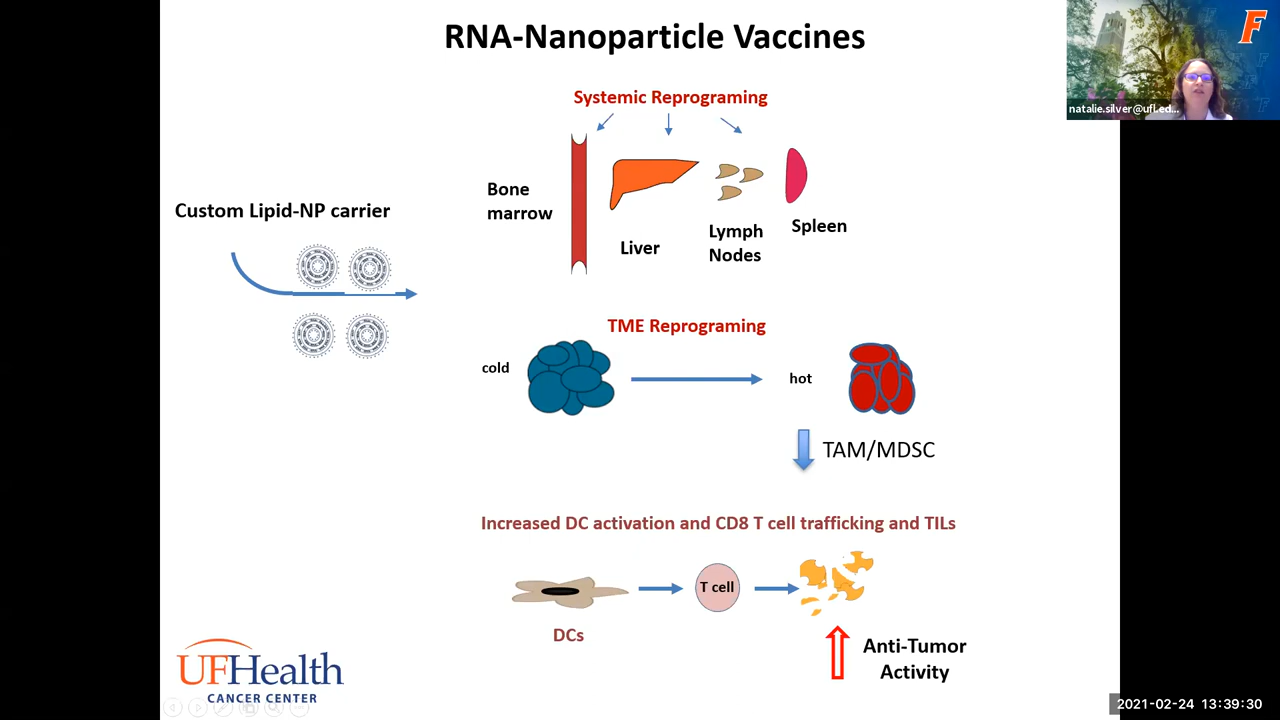 RNA-Nanoparticle Vaccines
F
natalie.silver@ufl.ed...
Systemic Reprograming
Bone
marrow
Custom Lipid-NP carrier
Liver
Lymph
Nodes
Spleen
TME Reprograming
cold
hot
TAM/MDSC
Increased DC activation and CD8 T cell trafficking and TILs
T cell
DCs
Anti-Tumor
Activity
UFHealth
CANCER CENTER
2021-02-24 13:39:30